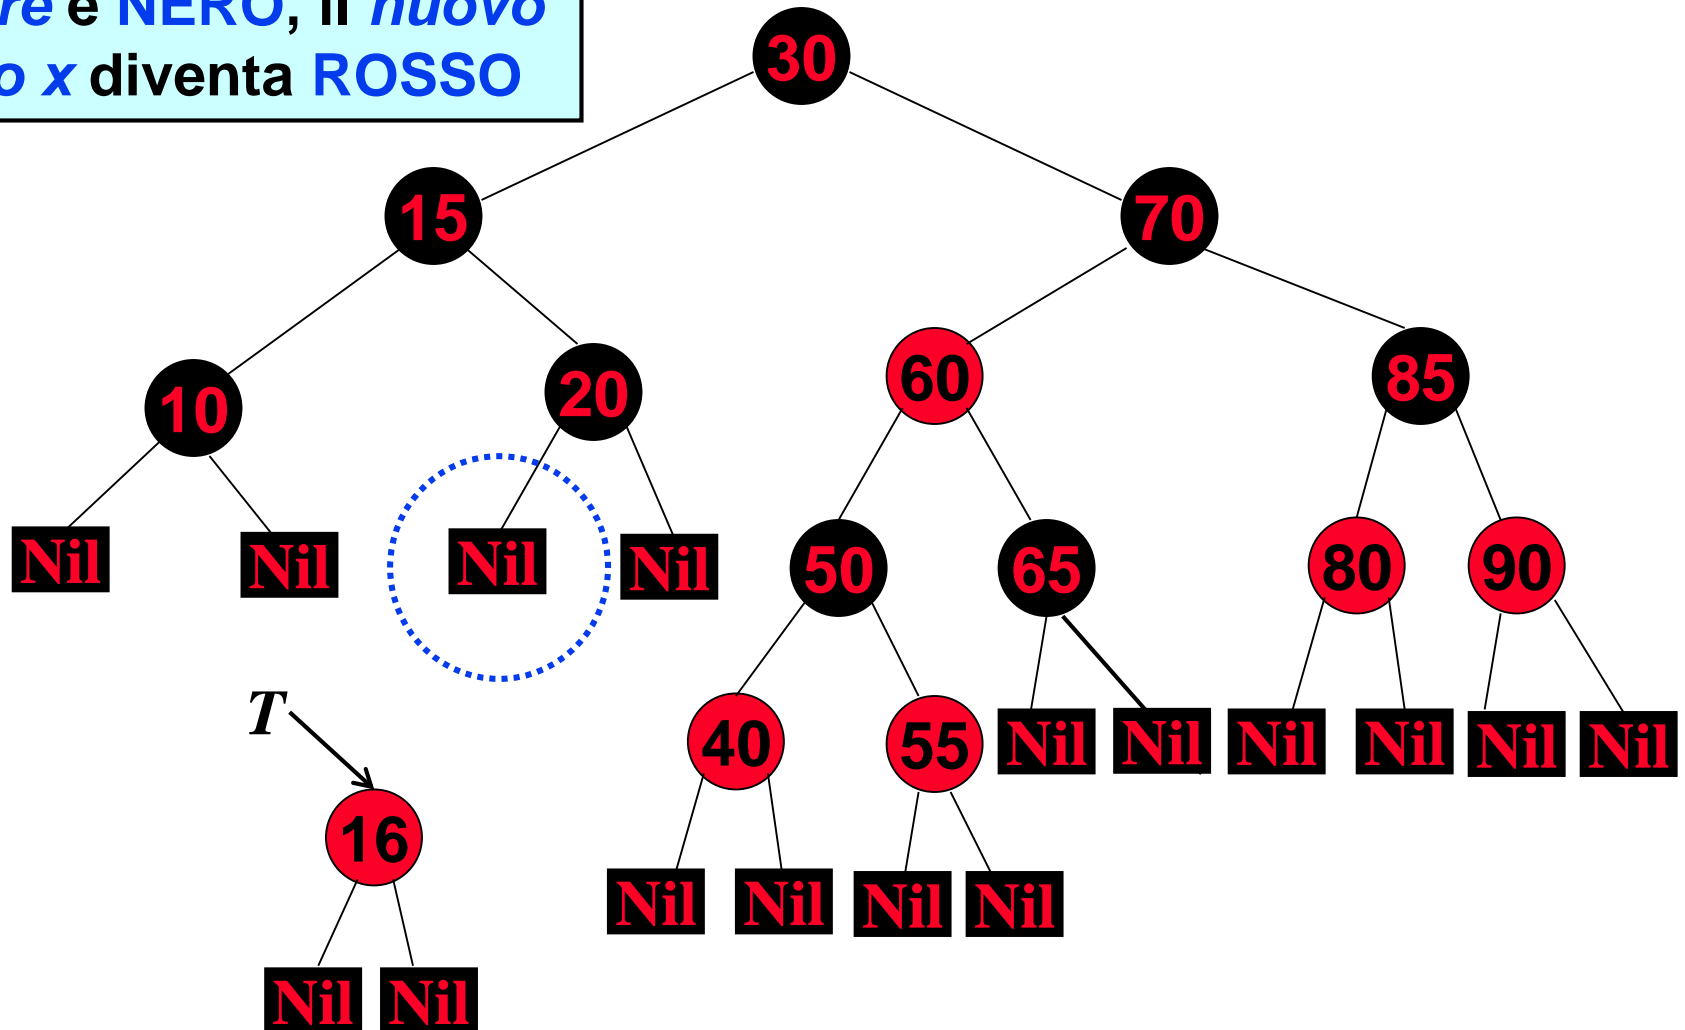 è NERO, il nuovo
x diventa ROSSO
30
15 70
10 20 60 85
Nil Nil Nil Nil 50 65 80 90
T 40 55 Nil Nil Nil Nil Nil Nil
16
Nil Nil Nil Nil
Nil Nil